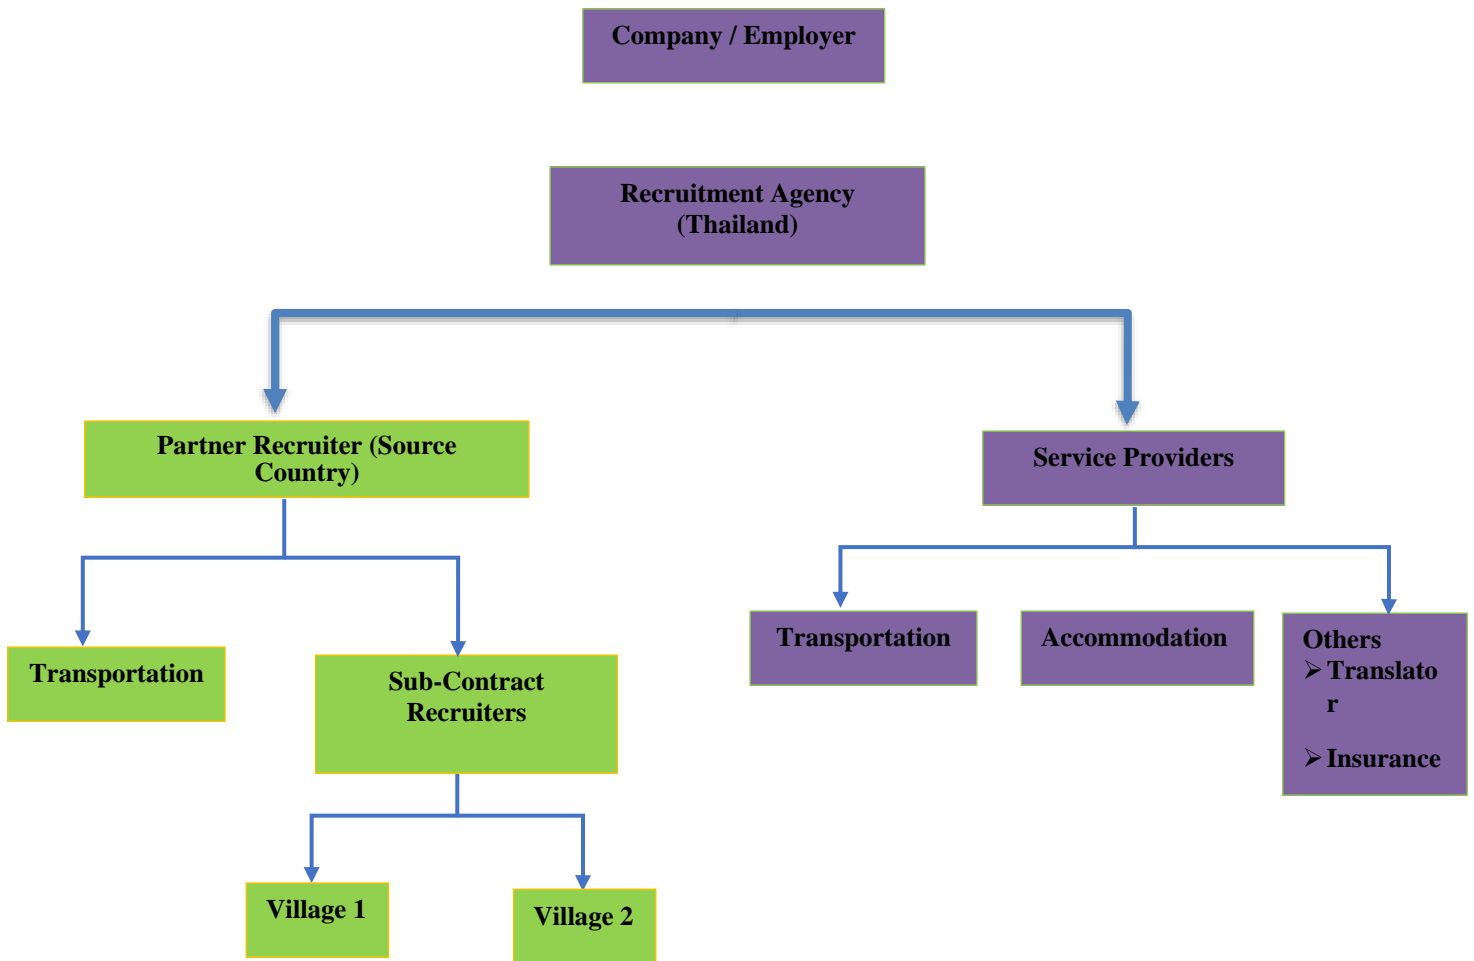 Company / Employer
Recruitment Agency
(Thailand)
Partner Recruiter (Source
Country)
Service Providers
Transportation
Sub-Contract
Recruiters
Transportation
Accommodation
Others
➢ Translato
r
➢ Insurance
Village 1
Village 2